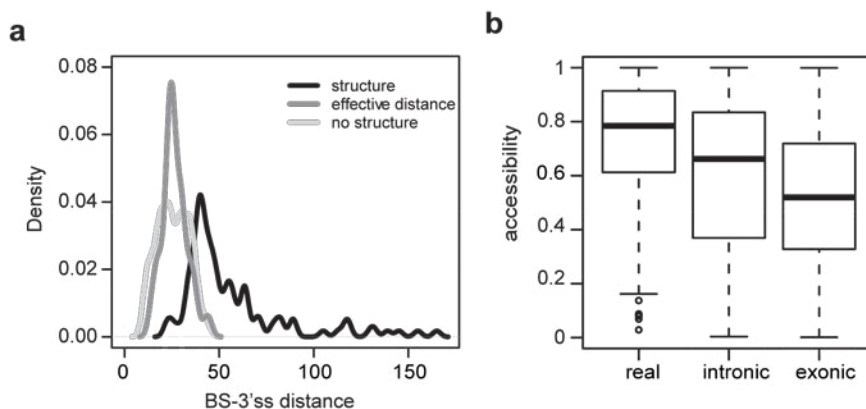 a
0.08
0.06
0.04
0.02
0.00
Density
structure
effective distance
no structure
0 50 100 150
BS-3'ss distance
b
1
0.8
0.6
0.4
0.2
0
accessibility
real intronic exonic